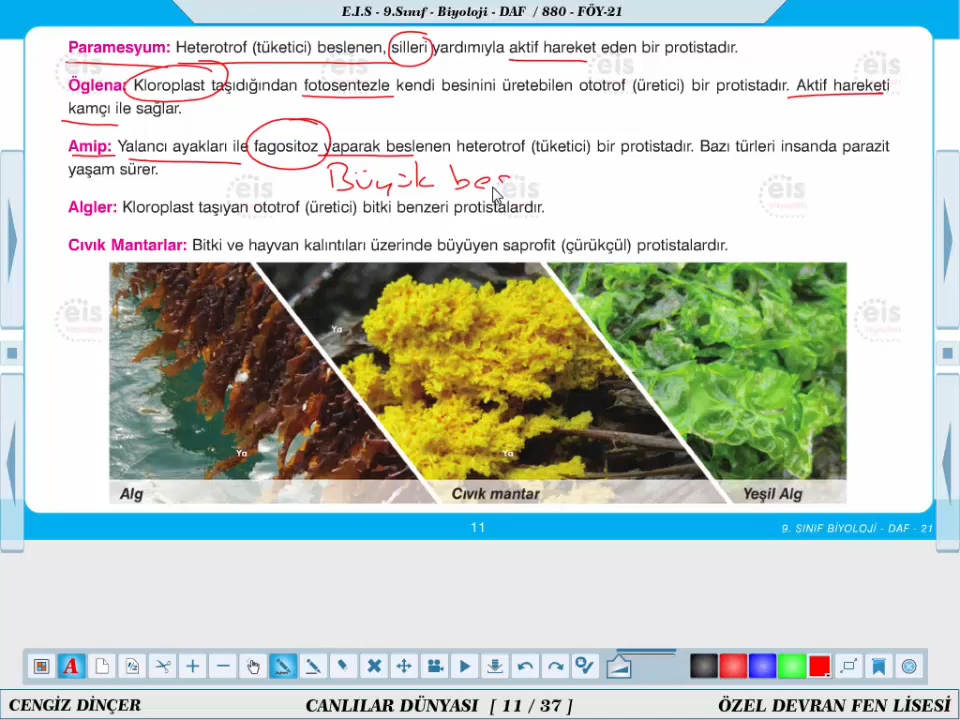 E.I.S - 9.Sınıf - Biyoloji - DAF / 880 - FÖY-21
Paramesyum: Heterotrof (tüketici) beslenen, silleri yardımıyla aktif hareket eden bir protistadır.
Öglena: Kloroplast taşıdığından fotosentezle kendi besinini üretebilen ototrof (üretici) bir protistadır. Aktif hareketi
kamçı ile sağlar.
Amip: Yalancı ayakları ile fagositoz yaparak beslenen heterotrof (tüketici) bir protistadır. Bazı türleri insanda parazit
yaşam sürer.
Büyük bes
Algler: Kloroplast taşıyan ototrof (üretici) bitki benzeri protistalardır.
Cıvık Mantarlar: Bitki ve hayvan kalıntıları üzerinde büyüyen saprofit (çürükçül) protistalardır.
Alg
Cıvık mantar
Yeşil Alg
11
9. SINIF BİYOLOJİ - DAF - 21
CENGİZ DİNÇER
CANLILAR DÜNYASI [ 11 / 37 ]
ÖZEL DEVRAN FEN LİSESİ